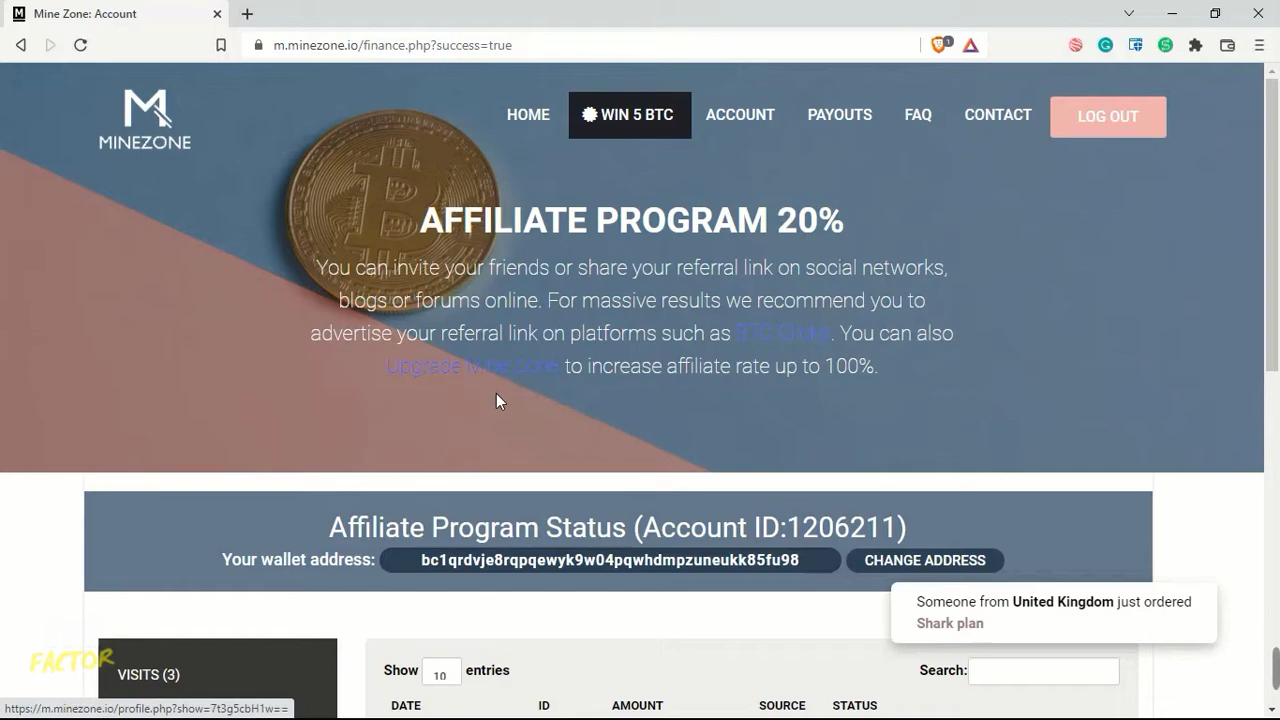 Mine Zone: Account
m.minezone.io/finance.php?success=true
1
MINEZONE
HOME
WIN 5 BTC
ACCOUNT
PAYOUTS
FAQ
CONTACT
LOG OUT
AFFILIATE PROGRAM 20%
You can invite your friends or share your referral link on social networks,
blogs or forums online. For massive results we recommend you to
advertise your referral link on platforms such as BTC Clicks. You can also
Upgrade Mine Zone to increase affiliate rate up to 100%.
Affiliate Program Status (Account ID:1206211)
Your wallet address: bc1qrdvje8rqpqewyk9w04pqwhdmpzuneukk85fu98 CHANGE ADDRESS
Someone from United Kingdom just ordered
Shark plan
FACTOR
VISITS (3)
Show 10 entries
Search:
DATE
ID
AMOUNT
SOURCE
STATUS
https://m.minezone.io/profile.php?show=7t3g5cbH1w==